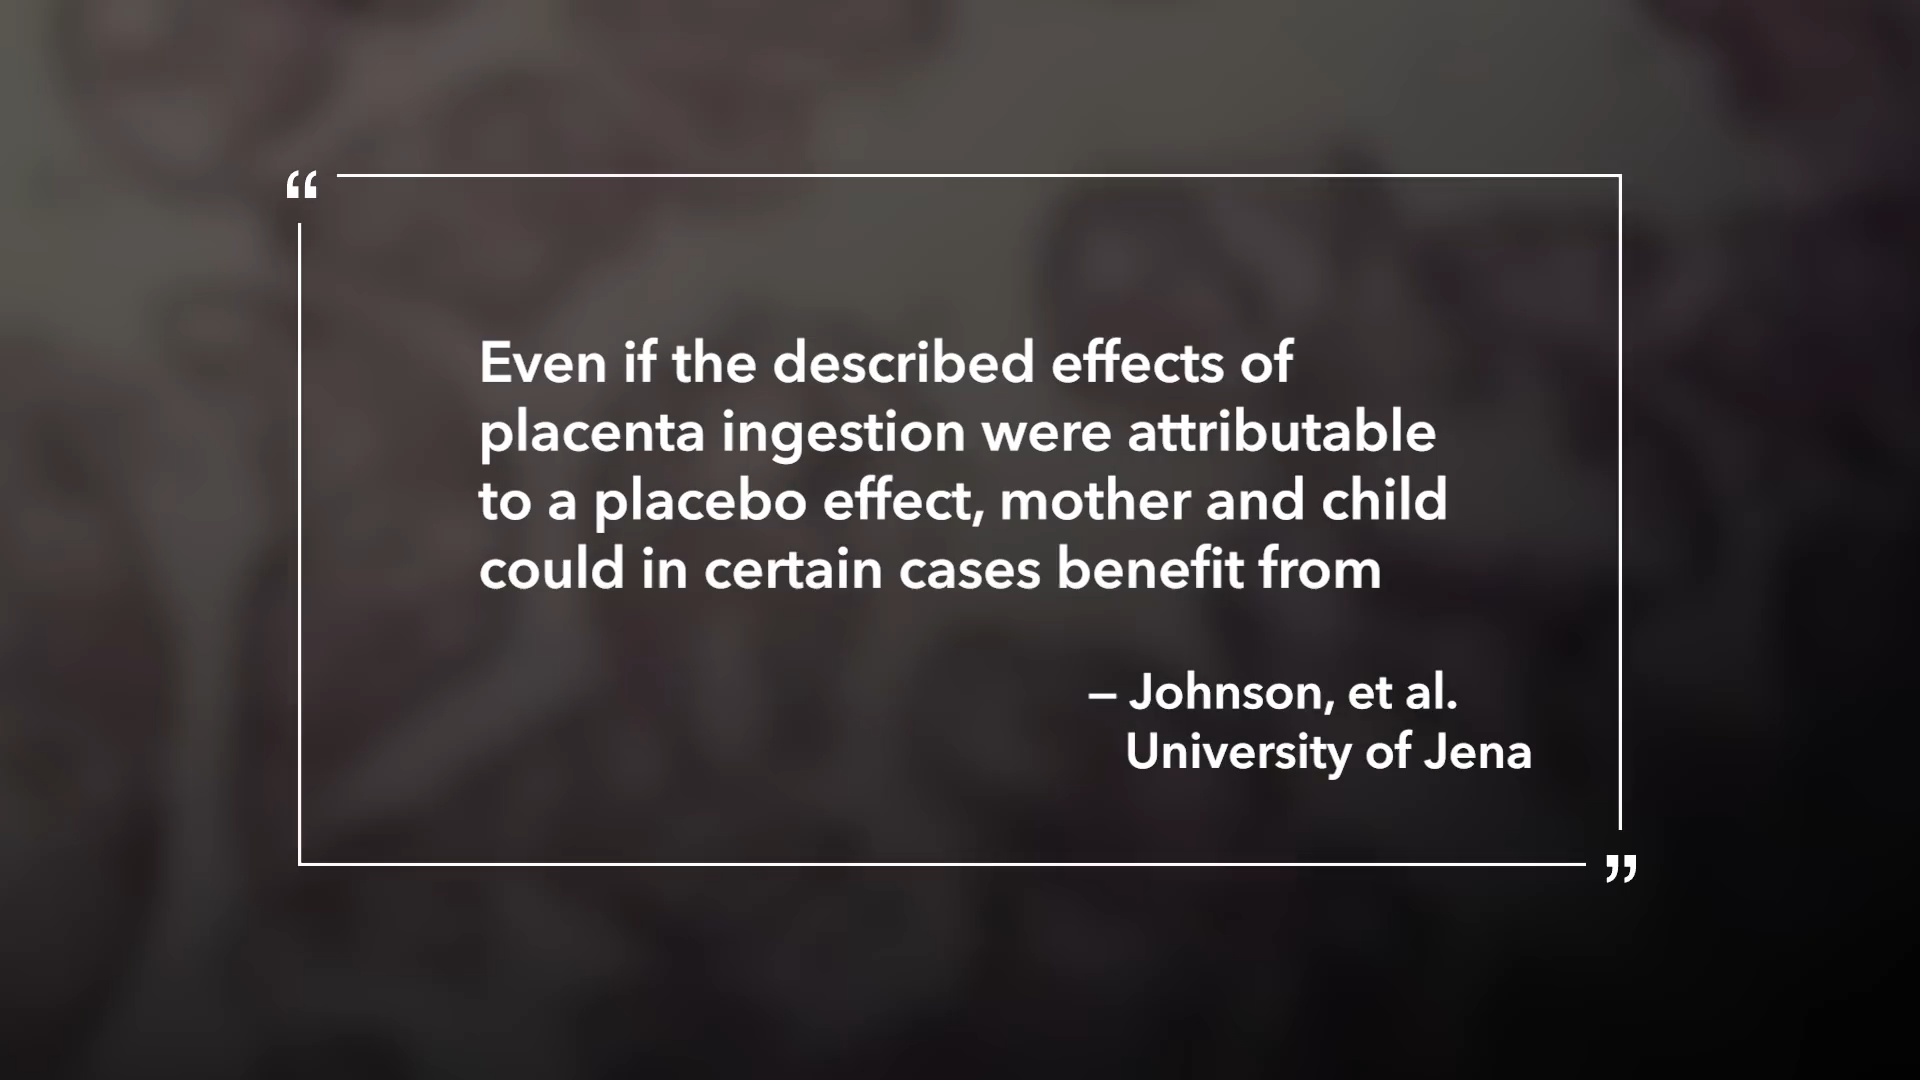 “
Even if the described effects of
placenta ingestion were attributable
to a placebo effect, mother and child
could in certain cases benefit from
– Johnson, et al.
University of Jena
”